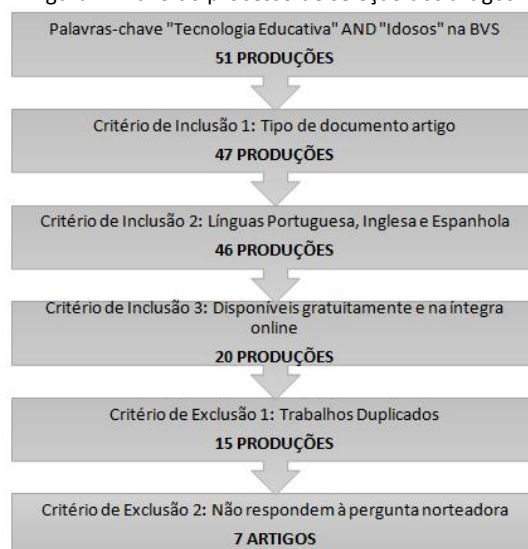 Palavras-chave "Tecnologia Educativa" AND "Idosos" na BVS
51 PRODUÇÕES
Critério de Inclusão 1: Tipo de documento artigo
47 PRODUÇÕES
Critério de Inclusão 2: Línguas Portuguesa, Inglesa e Espanhola
46 PRODUÇÕES
Critério de Inclusão 3: Disponíveis gratuitamente e na íntegra
online
20 PRODUÇÕES
Critério de Exclusão 1: Trabalhos Duplicados
15 PRODUÇÕES
Critério de Exclusão 2: Não respondem à pergunta norteadora
7 ARTIGOS